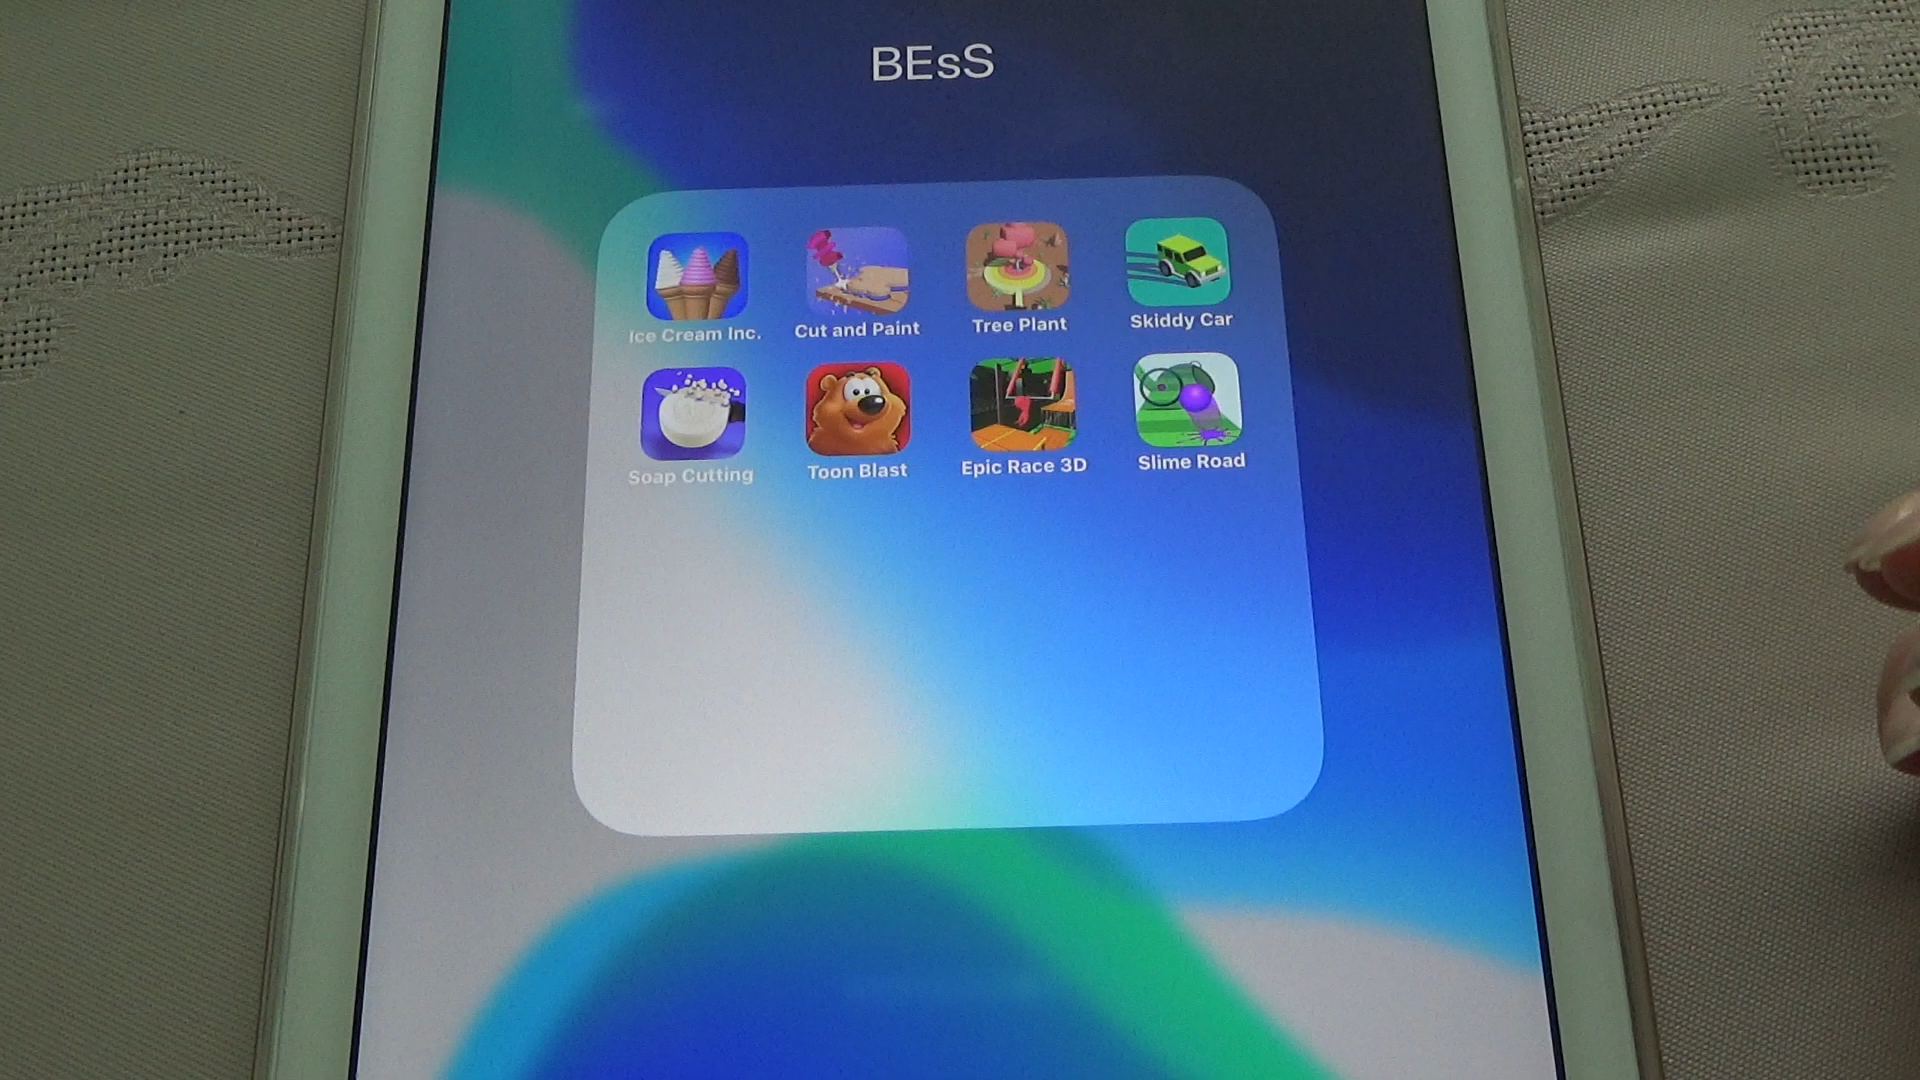 BEsS
Ice Cream Inc. Cut and Paint Tree Plant Skiddy Car
Soap Cutting Toon Blast Epic Race 3D Slime Road